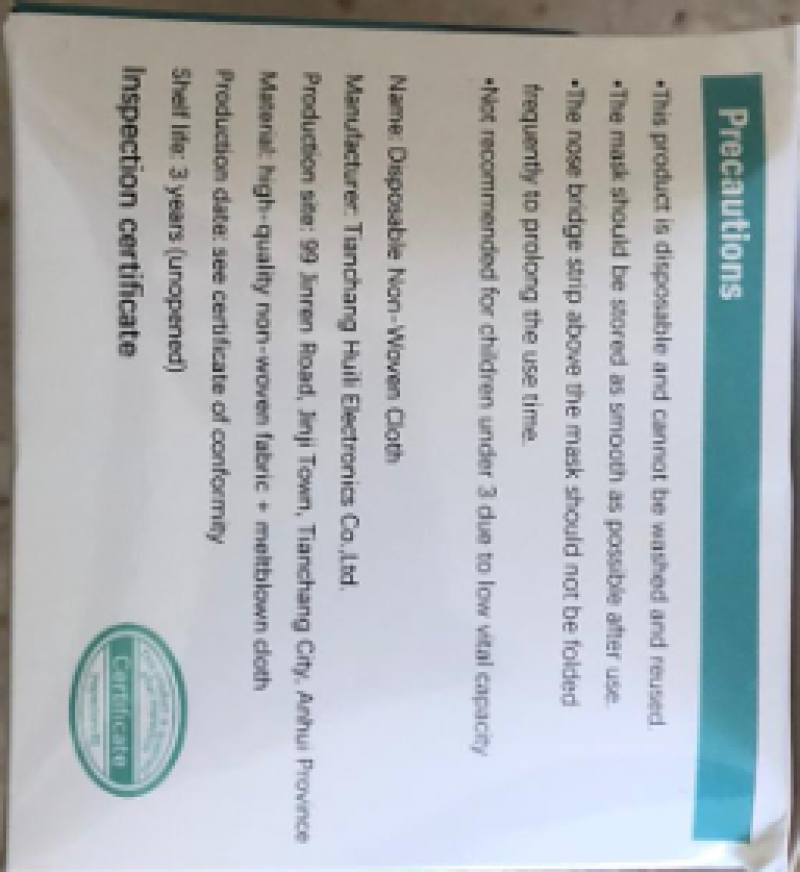 Precautions
•This product is disposable and cannot be washed and reused.
•The mask should be stored as smooth as possible after use.
•The nose bridge strip above the mask should not be folded
frequently to prolong the use time.
•Not recommended for children under 3 due to low vital capacity
Name: Disposable Non-Woven Cloth
Manufacturer: Tianchang Huili Electronics Co.,Ltd.
Production site: 99 Jinren Road, Jinji Town, Tianchang City, Anhui Province
Material: high-quality non-woven fabric + meltblown cloth
Production date: see certificate of conformity
Shelf life: 3 years (unopened)
Inspection certificate
Certificate